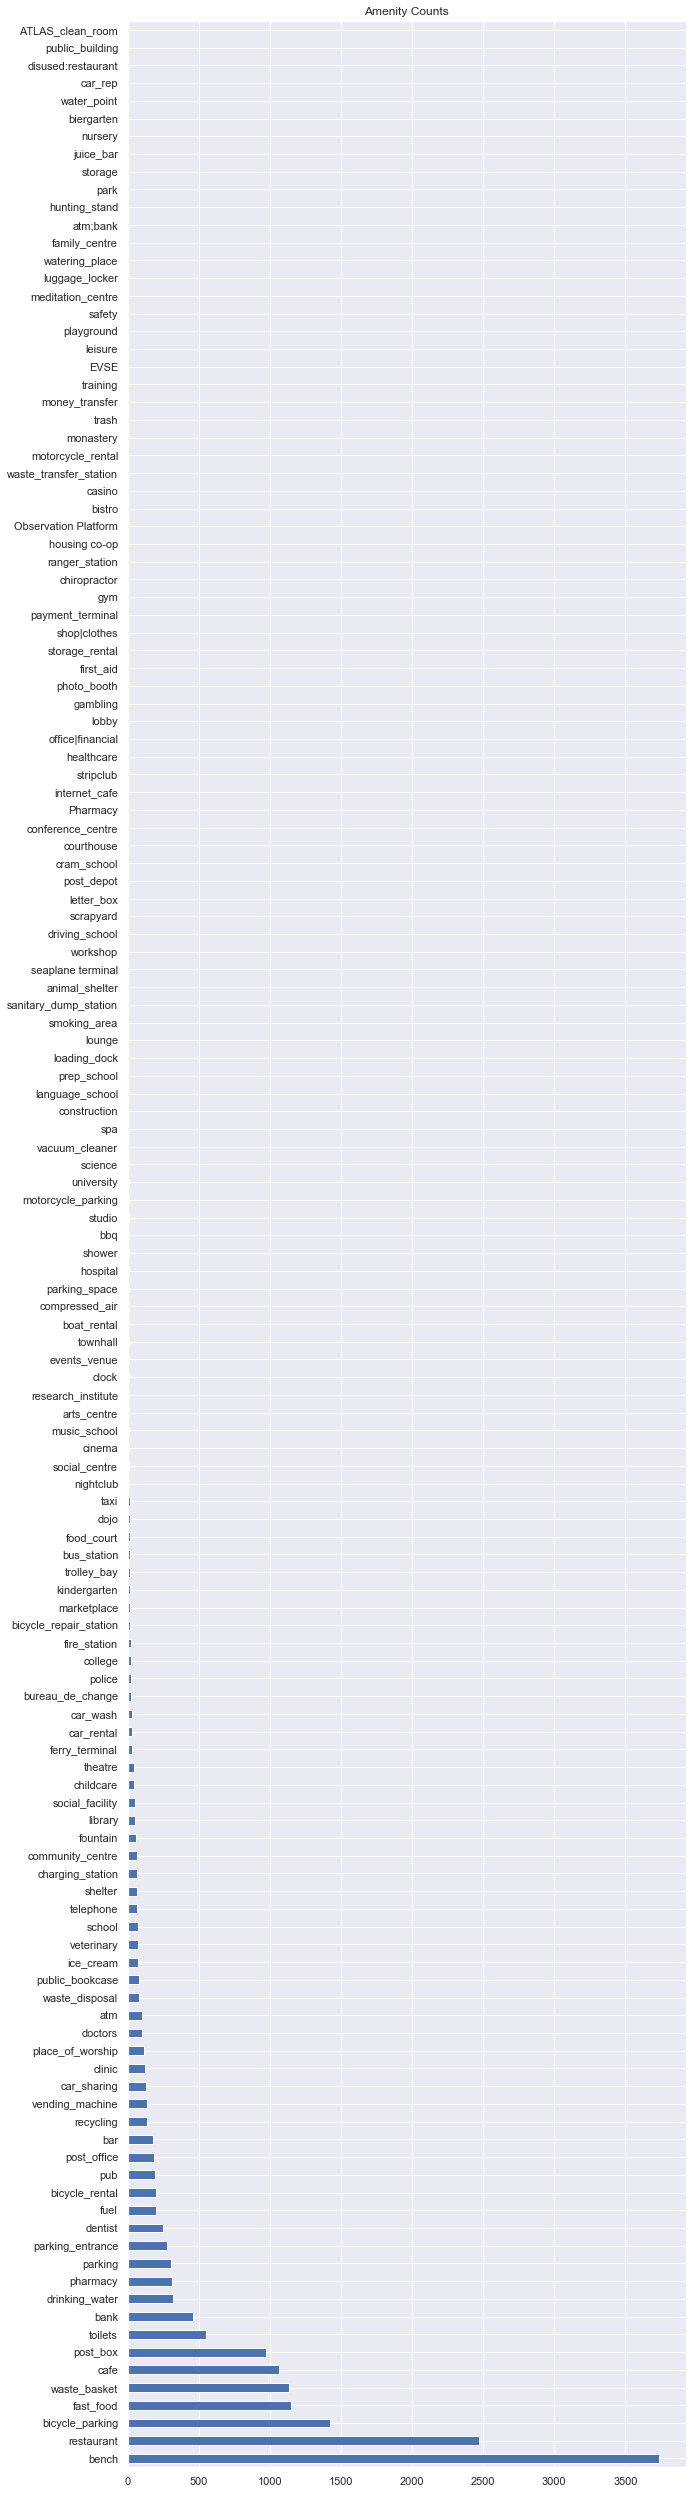 Amenity Counts
ATLAS_clean_room
public_building
disused:restaurant
car_rep
water_point
biergarten
nursery
juice_bar
storage
park
hunting_stand
atm;bank
family_centre
watering_place
luggage_locker
meditation_centre
safety
playground
leisure
EVSE
training
money_transfer
trash
monastery
motorcycle_rental
waste_transfer_station
casino
bistro
Observation Platform
housing co-op
ranger_station
chiropractor
gym
payment_terminal
shop|clothes
storage_rental
first_aid
photo_booth
gambling
lobby
office|financial
healthcare
stripclub
internet_cafe
Pharmacy
conference_centre
courthouse
cram_school
post_depot
letter_box
scrapyard
driving_school
workshop
seaplane terminal
animal_shelter
sanitary_dump_station
smoking_area
lounge
loading_dock
prep_school
language_school
construction
spa
vacuum_cleaner
science
university
motorcycle_parking
studio
bbq
shower
hospital
parking_space
compressed_air
boat_rental
townhall
events_venue
clock
research_institute
arts_centre
music_school
cinema
social_centre
nightclub
taxi
dojo
food_court
bus_station
trolley_bay
kindergarten
marketplace
bicycle_repair_station
fire_station
college
police
bureau_de_change
car_wash
car_rental
ferry_terminal
theatre
childcare
social_facility
library
fountain
community_centre
charging_station
shelter
telephone
school
veterinary
ice_cream
public_bookcase
waste_disposal
atm
doctors
place_of_worship
clinic
car_sharing
vending_machine
recycling
bar
post_office
pub
bicycle_rental
fuel
dentist
parking_entrance
parking
pharmacy
drinking_water
bank
toilets
post_box
cafe
waste_basket
fast_food
bicycle_parking
restaurant
bench
0 500 1000 1500 2000 2500 3000 3500